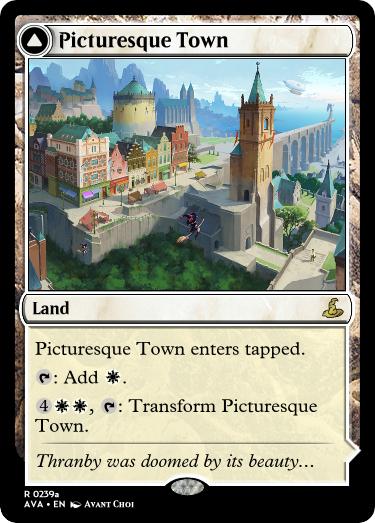 Picturesque Town
Land
Picturesque Town enters tapped.
: Add .
4 , : Transform Picturesque
Town.
Thranby was doomed by its beauty…
R 0239a
AVA • EN Avant Choi